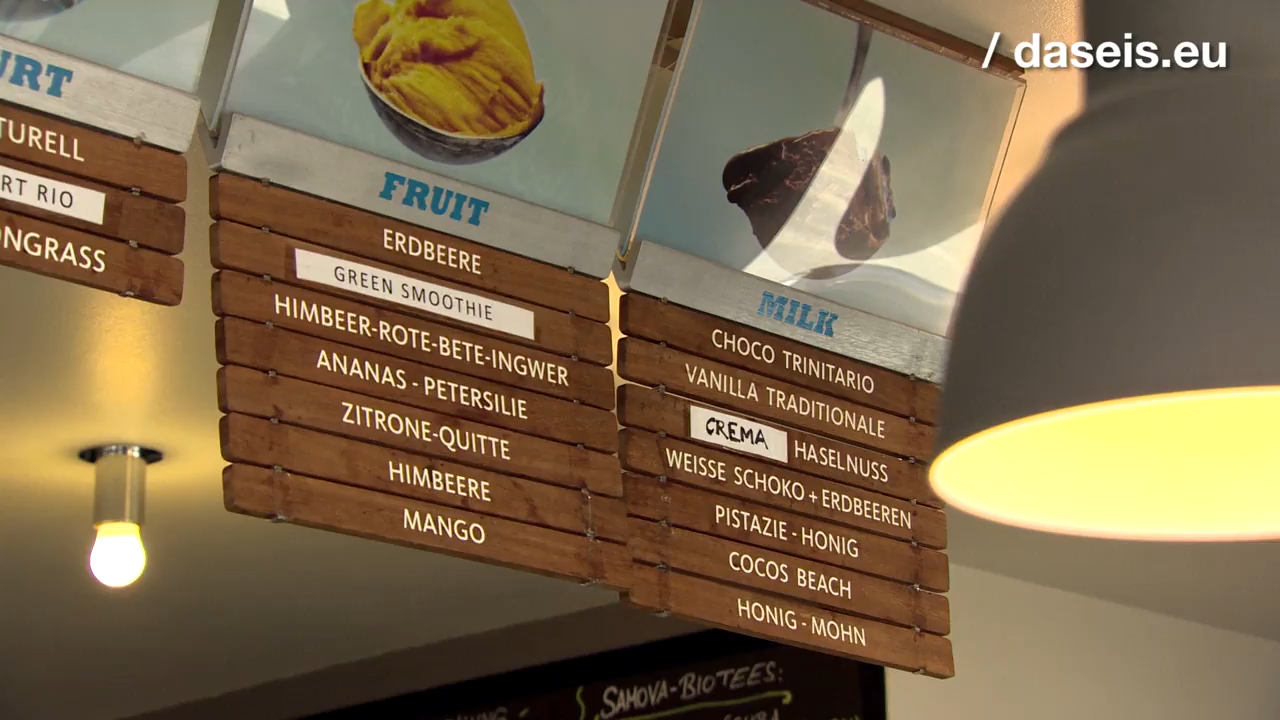 / daseis.eu
URT
TURELL
RT RIO
ONGRASS
FRUIT
ERDBEERE
GREEN SMOOTHIE
HIMBEER-ROTE-BETE-INGWER
ANANAS - PETERSILIE
ZITRONE-QUITTE
HIMBEERE
MANGO
MILK
CHOCO TRINITARIO
VANILLA TRADITIONALE
CREMA HASELNUSS
WEISSE SCHOKO + ERDBEEREN
PISTAZIE - HONIG
COCOS BEACH
HONIG - MOHN
SAMOVA-BIOTEES: